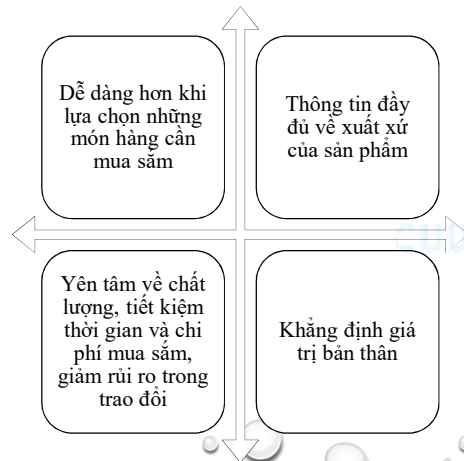 Dễ dàng hơn khi
lựa chọn những
món hàng cần
mua sắm
Thông tin đầy
đủ về xuất xứ
của sản phẩm
Yên tâm về chất
lượng, tiết kiệm
thời gian và chi
phí mua sắm,
giảm rủi ro trong
trao đổi
Khẳng định giá
trị bản thân